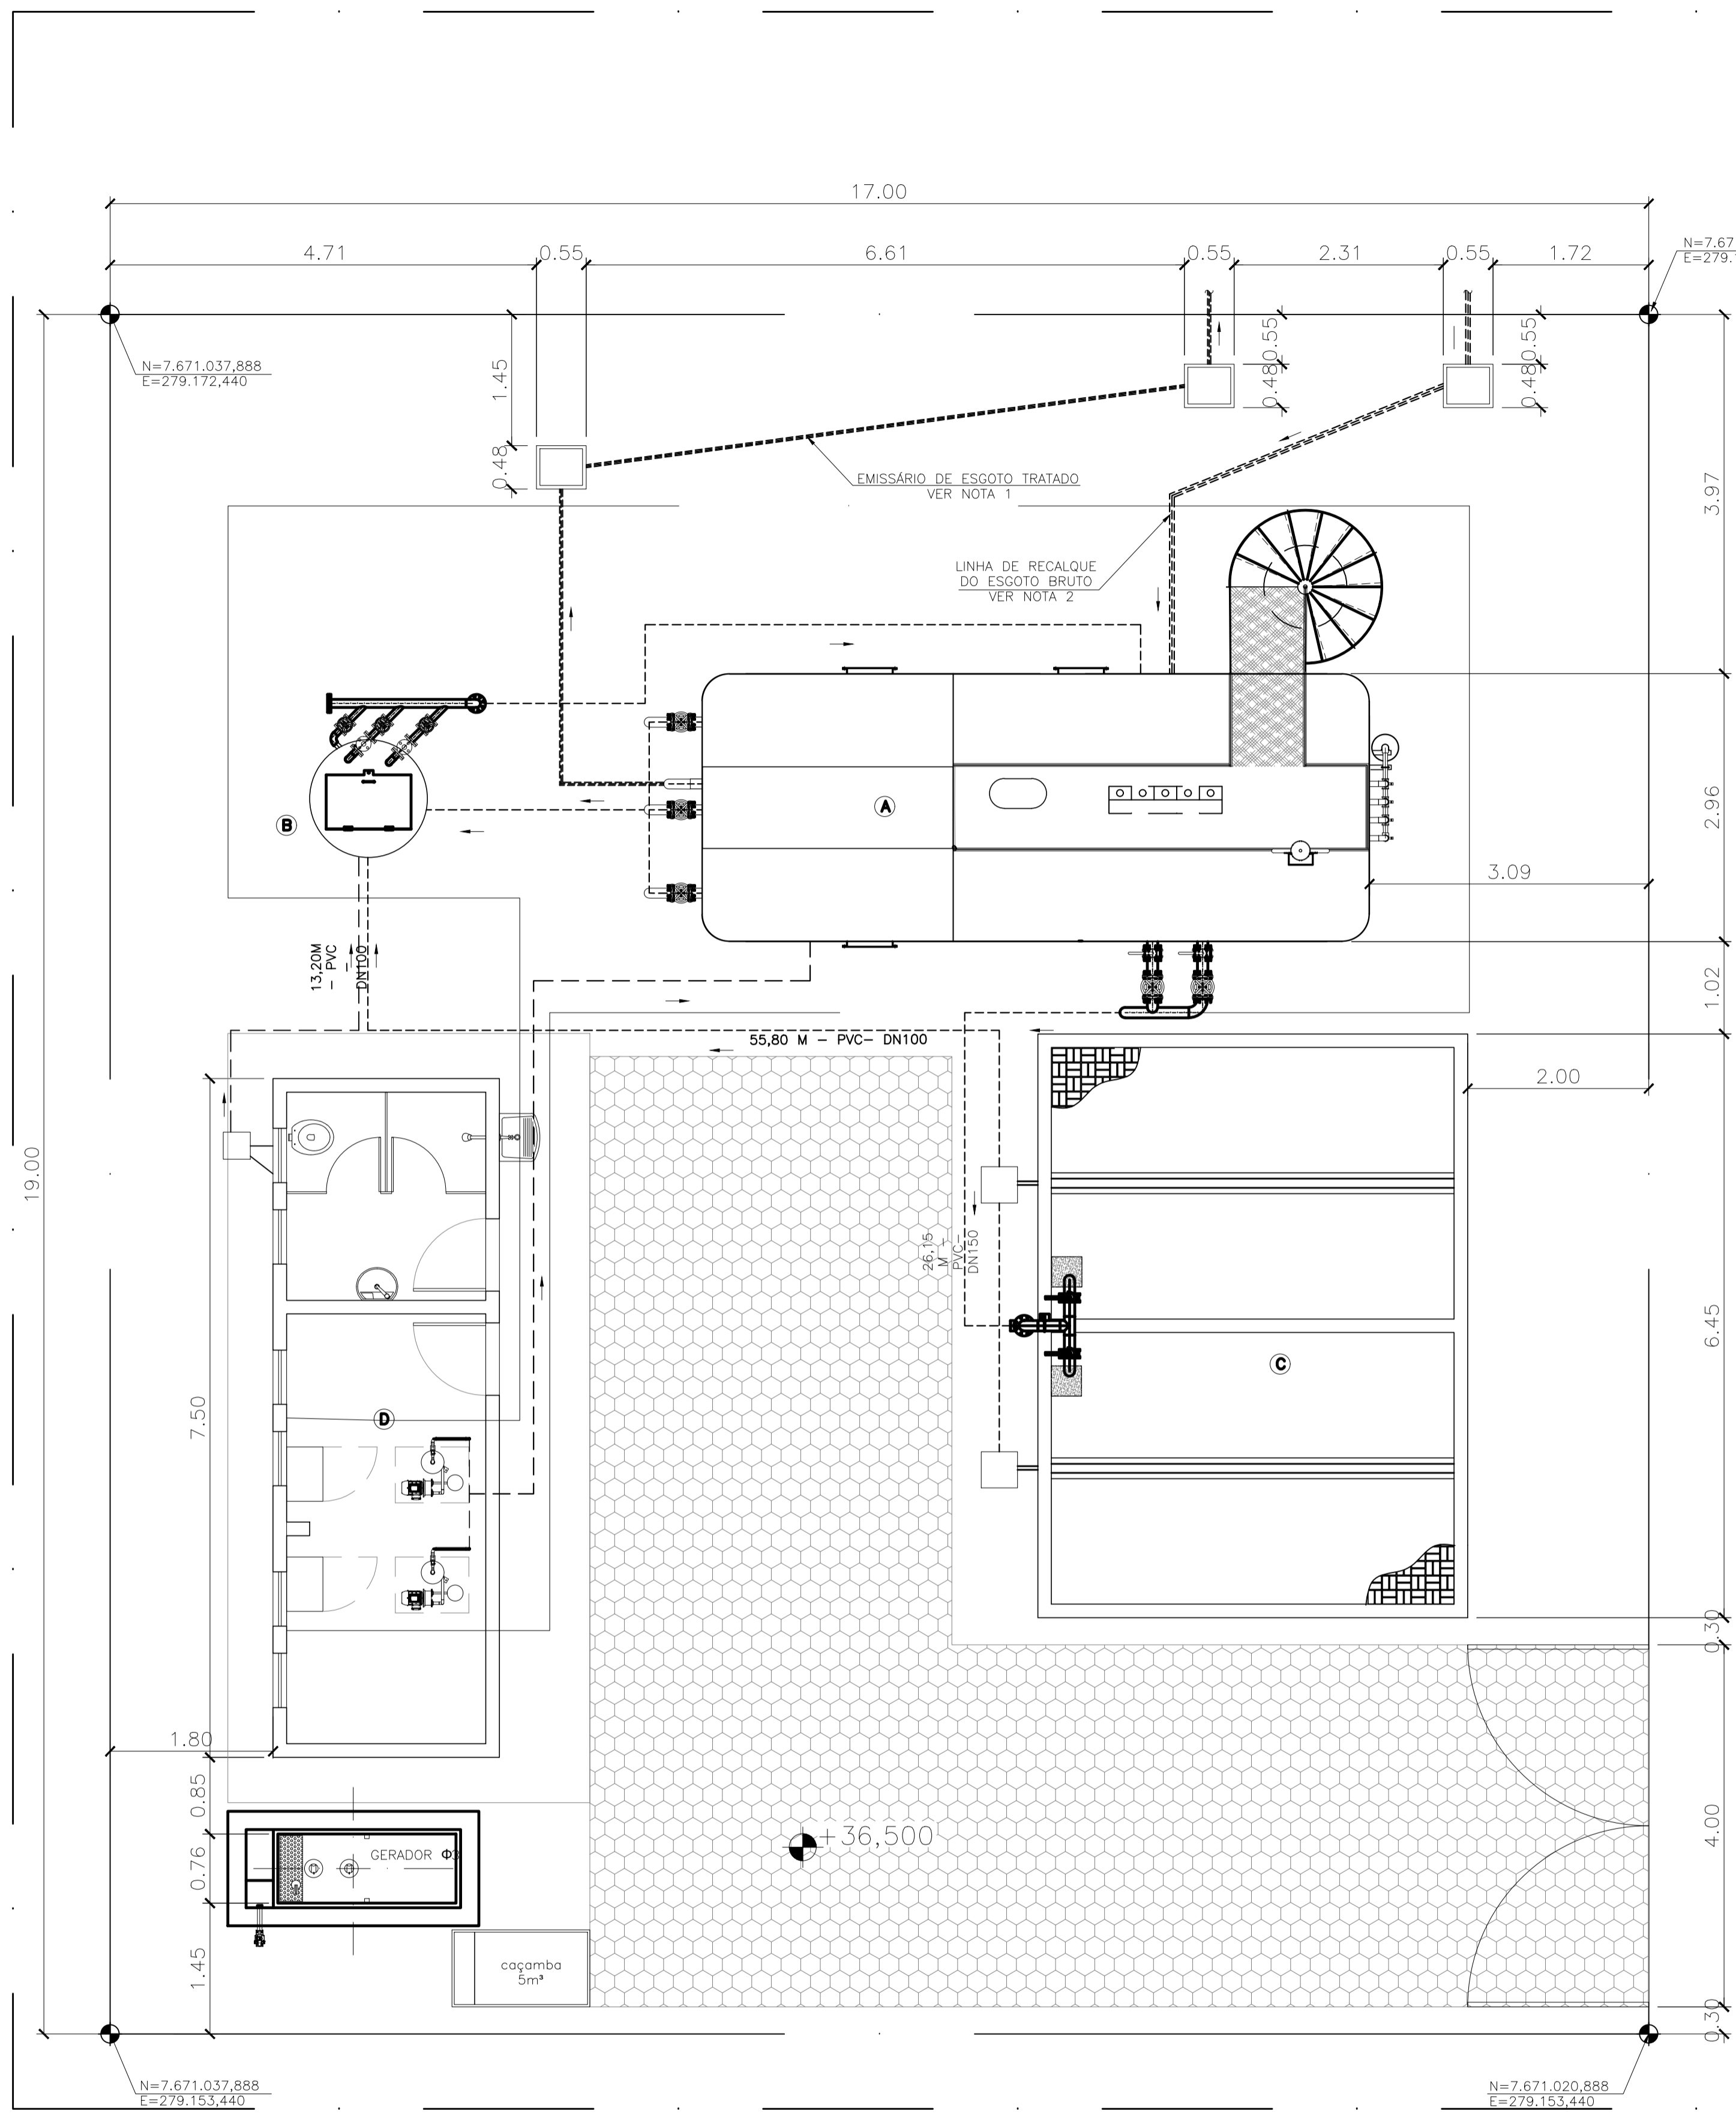 17.00
4.71
0.55
6.61
0.55
2.31
0.55
1.72
N=7.67
E=279.
N=7.671.037,888
E=279.172,440
1.45
0.48
0.55
0.48
0.55
0.48
EMISSÁRIO DE ESGOTO TRATADO
VER NOTA 1
LINHA DE RECALQUE
DO ESGOTO BRUTO
VER NOTA 2
3.97
A
B
2.96
3.09
13,20M
- PVC
-
DN100
1.02
55,80 M - PVC- DN100
2.00
19.00
26,15
M -
PVC-
DN150
6.45
C
7.50
D
0.30
1.80
0.85
+36,500
4.00
GERADOR Φ3
0.76
1.45
caçamba
5m³
0.30
N=7.671.037,888
E=279.153,440
N=7.671.020,888
E=279.153,440